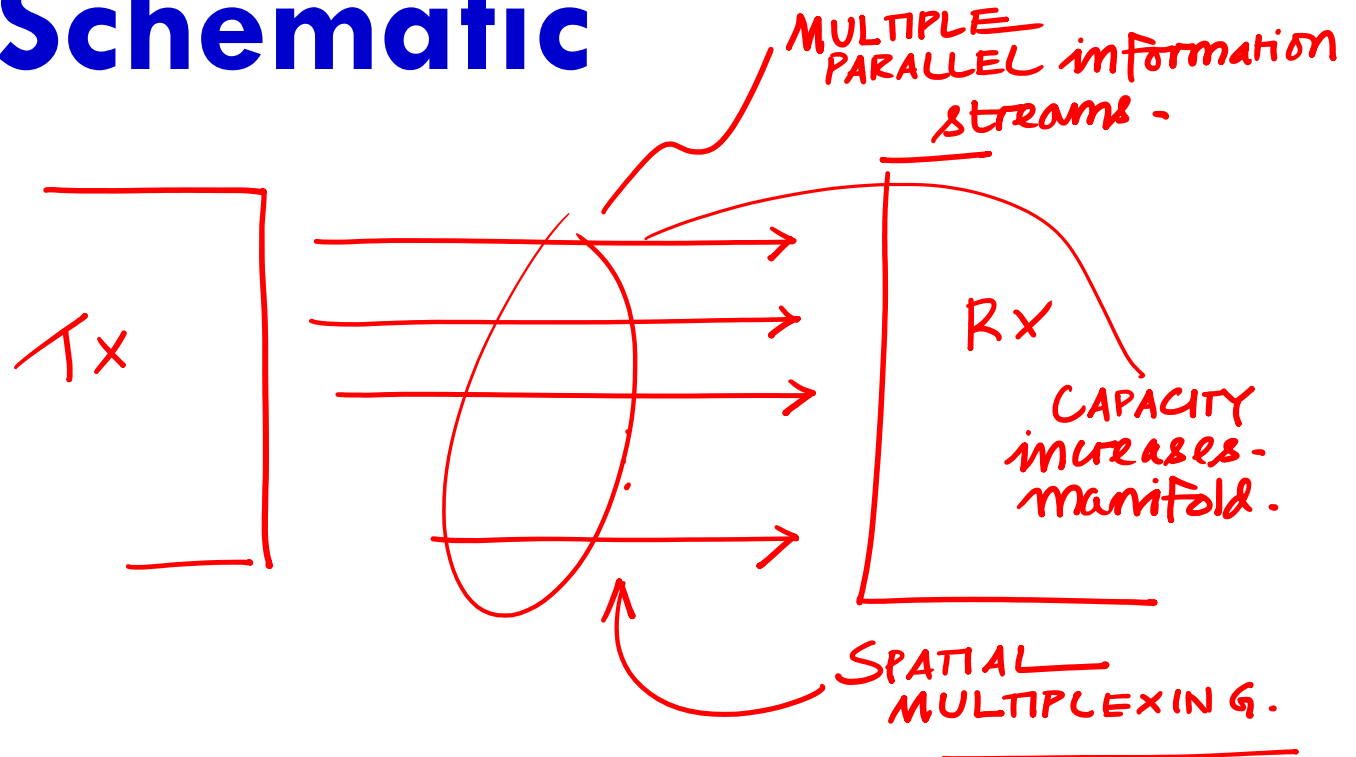 Schematic
MULTIPLE
PARALLEL information
streams.
Tx
Rx
CAPACITY
increases
manifold.
SPATIAL
MULTIPLEXING.